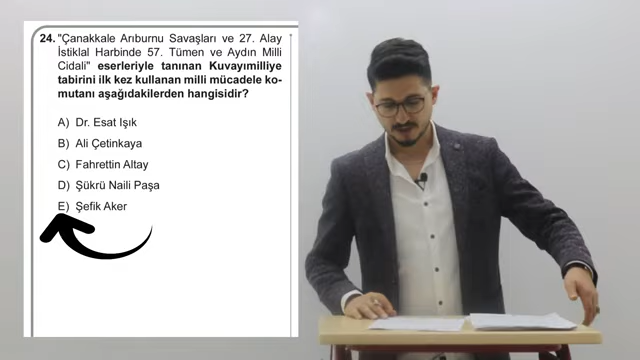 24. "Çanakkale Arıburnu Savaşları ve 27. Alay
İstiklal Harbinde 57. Tümen ve Aydın Milli
Cidali" eserleriyle tanınan Kuvayımilliye
tabirini ilk kez kullanan milli mücadele ko-
mutanı aşağıdakilerden hangisidir?
A) Dr. Esat Işık
B) Ali Çetinkaya
C) Fahrettin Altay
D) Şükrü Naili Paşa
E) Şefik Aker